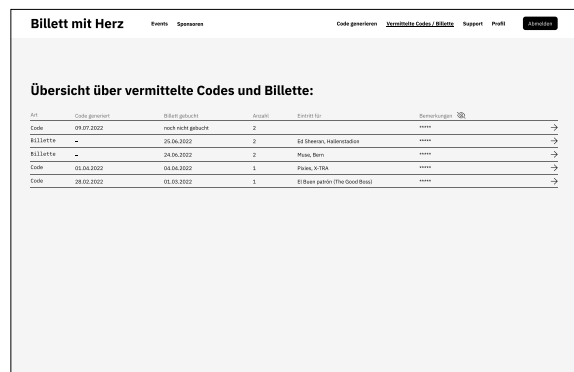 Billett mit Herz Events Sponsoren Code generieren Vermittelte Codes / Billette Support Profil Abmelden
Übersicht über vermittelte Codes und Billette:
Art Code generiert Billett gebucht Anzahl Eintritt für Bemerkungen
Code 09.07.2022 noch nicht gebucht 2 *****
Billette – 25.06.2022 2 Ed Sheeran, Hallenstadion *****
Billette – 24.06.2022 2 Muse, Bern *****
Code 01.04.2022 04.04.2022 1 Pixies, X-TRA *****
Code 28.02.2022 01.03.2022 1 El Buen patrón (The Good Boss) *****